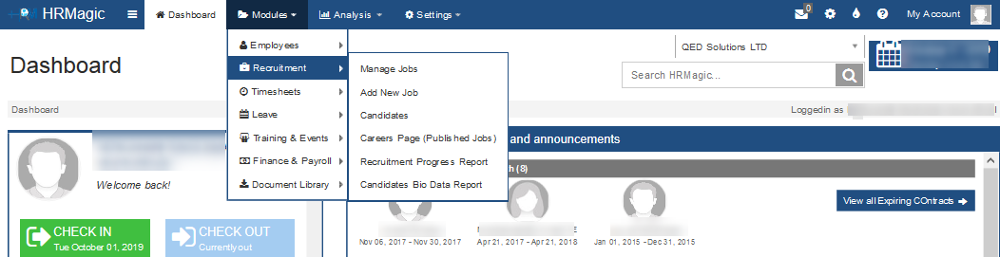 HRMagic
Dashboard
Modules
Analysis
Settings
0
My Account
Dashboard
QED Solutions LTD
Search HRMagic...
Employees
Recruitment
Timesheets
Leave
Training & Events
Finance & Payroll
Document Library
Manage Jobs
Add New Job
Candidates
Careers Page (Published Jobs)
Recruitment Progress Report
Candidates Bio Data Report
Dashboard
Loggedin as
Welcome back!
CHECK IN
Tue October 01, 2019
CHECK OUT
Currently out
and announcements
(8)
View all Expiring COntracts
Nov 06, 2017 - Nov 30, 2017
Apr 21, 2017 - Apr 21, 2018
Jan 01, 2015 - Dec 31, 2015